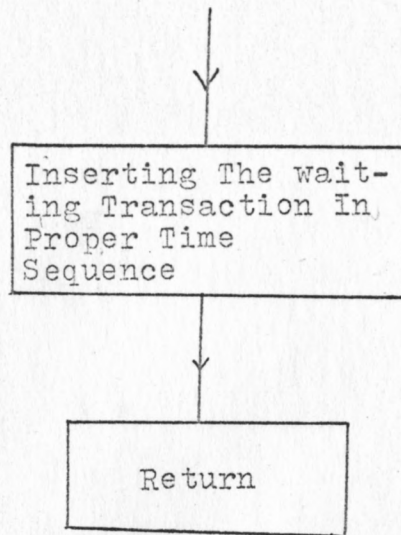 Inserting The wait-
ing Transaction In
Proper Time
Sequence
Return